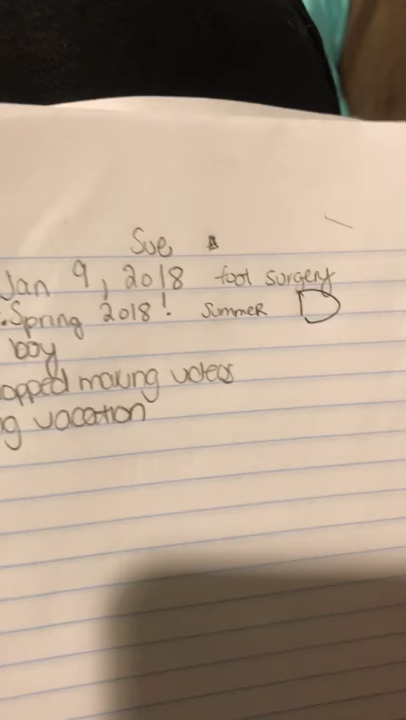 Sue
Jan 9, 2018 foot surgery
Spring 2018! summer D
boy
opped making videos
g vacation